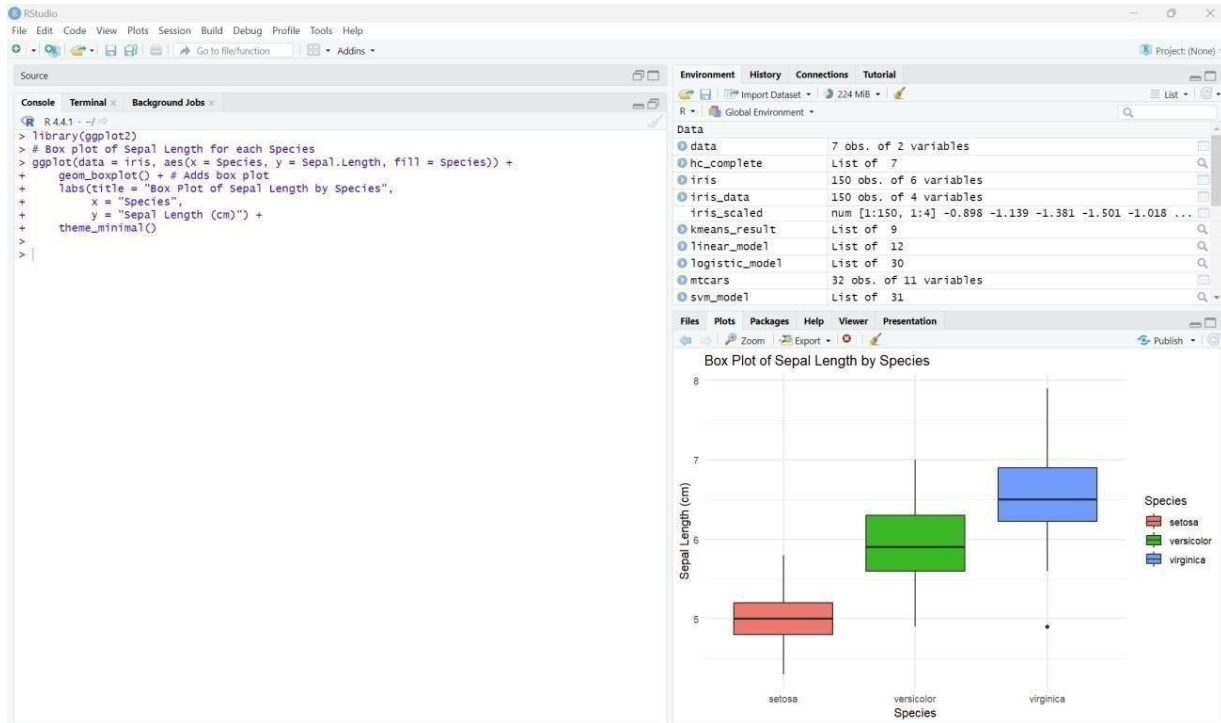 RStudio
File Edit Code View Plots Session Build Debug Profile Tools Help
Go to file/function Addins Project: (None)
Source
Console Terminal Background Jobs
R 4.4.1 · ~/
> library(ggplot2)
> # Box plot of Sepal Length for each Species
> ggplot(data = iris, aes(x = Species, y = Sepal.Length, fill = Species)) +
+ geom_boxplot() + # Adds box plot
+ labs(title = "Box Plot of Sepal Length by Species",
+ x = "Species",
+ y = "Sepal Length (cm)") +
+ theme_minimal()
>
>
Environment History Connections Tutorial
Import Dataset 224 MiB List
R Global Environment
Data
data 7 obs. of 2 variables
hc_complete List of 7
iris 150 obs. of 6 variables
iris_data 150 obs. of 4 variables
iris_scaled num [1:150, 1:4] -0.898 -1.139 -1.381 -1.501 -1.018 ...
kmeans_result List of 9
linear_model List of 12
logistic_model List of 30
mtcars 32 obs. of 11 variables
svm_model List of 31
Files Plots Packages Help Viewer Presentation
Zoom Export Publish
Box Plot of Sepal Length by Species
8
7
6
5
Sepal Length (cm)
setosa versicolor virginica
Species
Species
setosa
versicolor
virginica